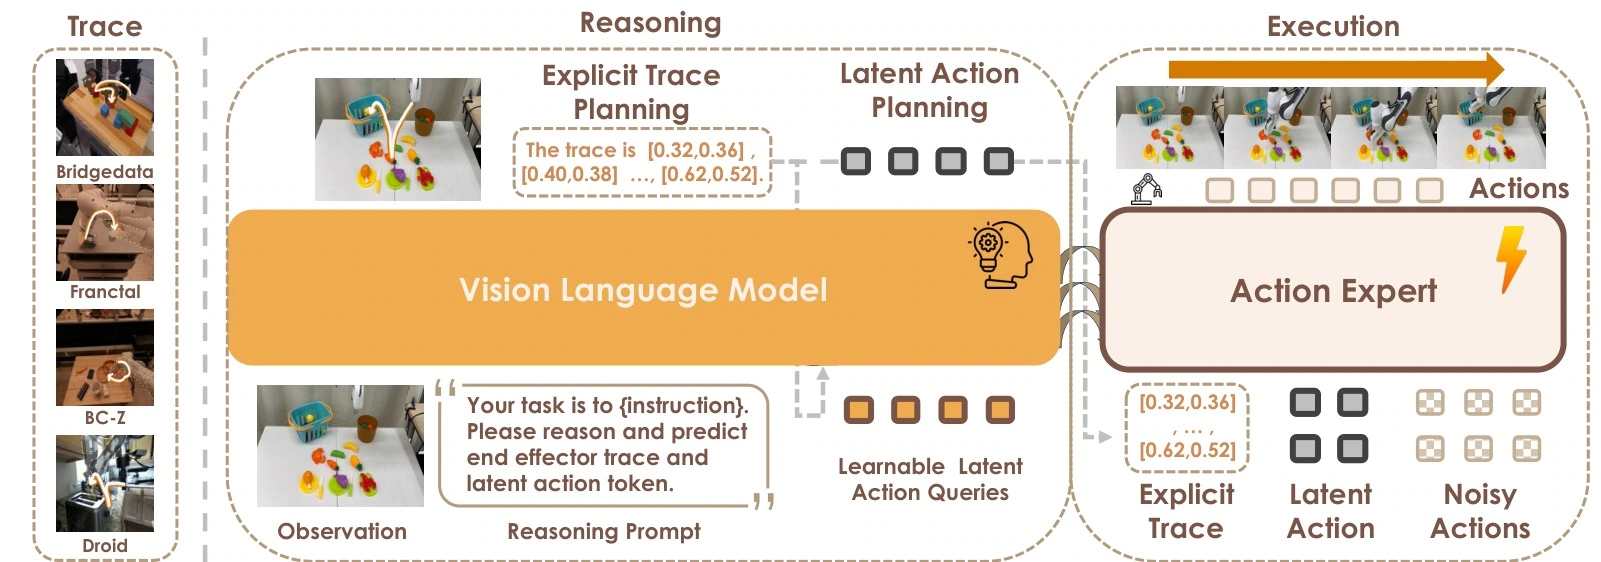 Trace
Bridgedata
Franctal
BC-Z
Droid
Reasoning
Explicit Trace
Planning
The trace is [0.32,0.36] ,
[0.40,0.38] ..., [0.62,0.52].
Latent Action
Planning
Vision Language Model
“
Your task is to {instruction}.
Please reason and predict
end effector trace and
latent action token.
”
Observation
Reasoning Prompt
Learnable Latent
Action Queries
Execution
Actions
Action Expert
[0.32,0.36]
, ... ,
[0.62,0.52]
Explicit
Trace
Latent
Action
Noisy
Actions